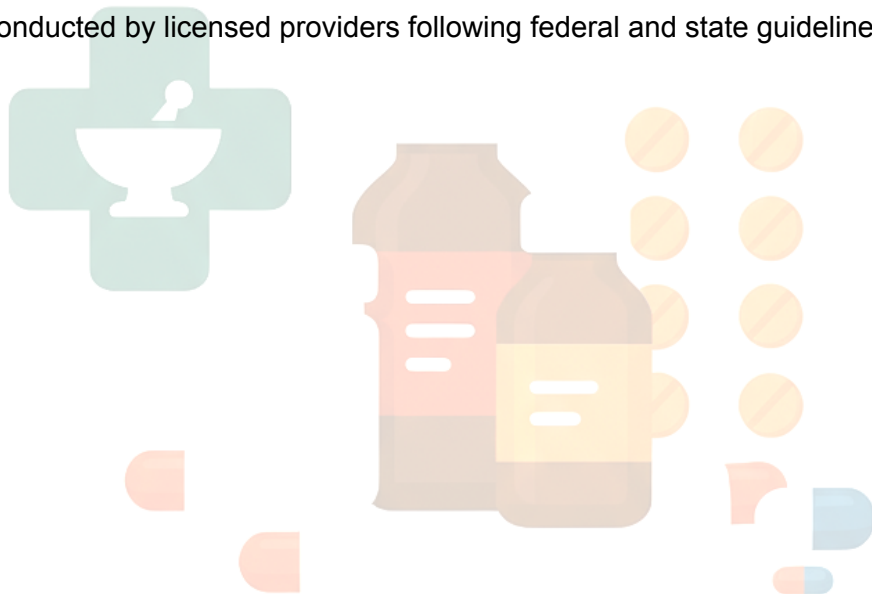 onducted by licensed providers following federal and state guideline